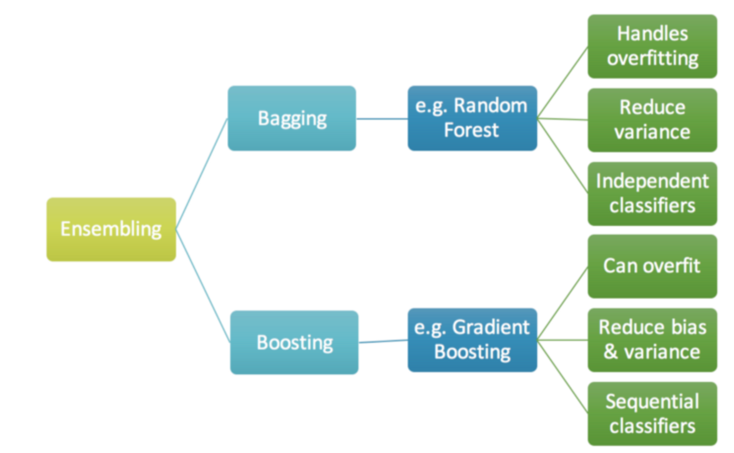 Ensembling
Bagging
e.g. Random
Forest
Handles
overfitting
Reduce
variance
Independent
classifiers
Boosting
e.g. Gradient
Boosting
Can overfit
Reduce bias
& variance
Sequential
classifiers